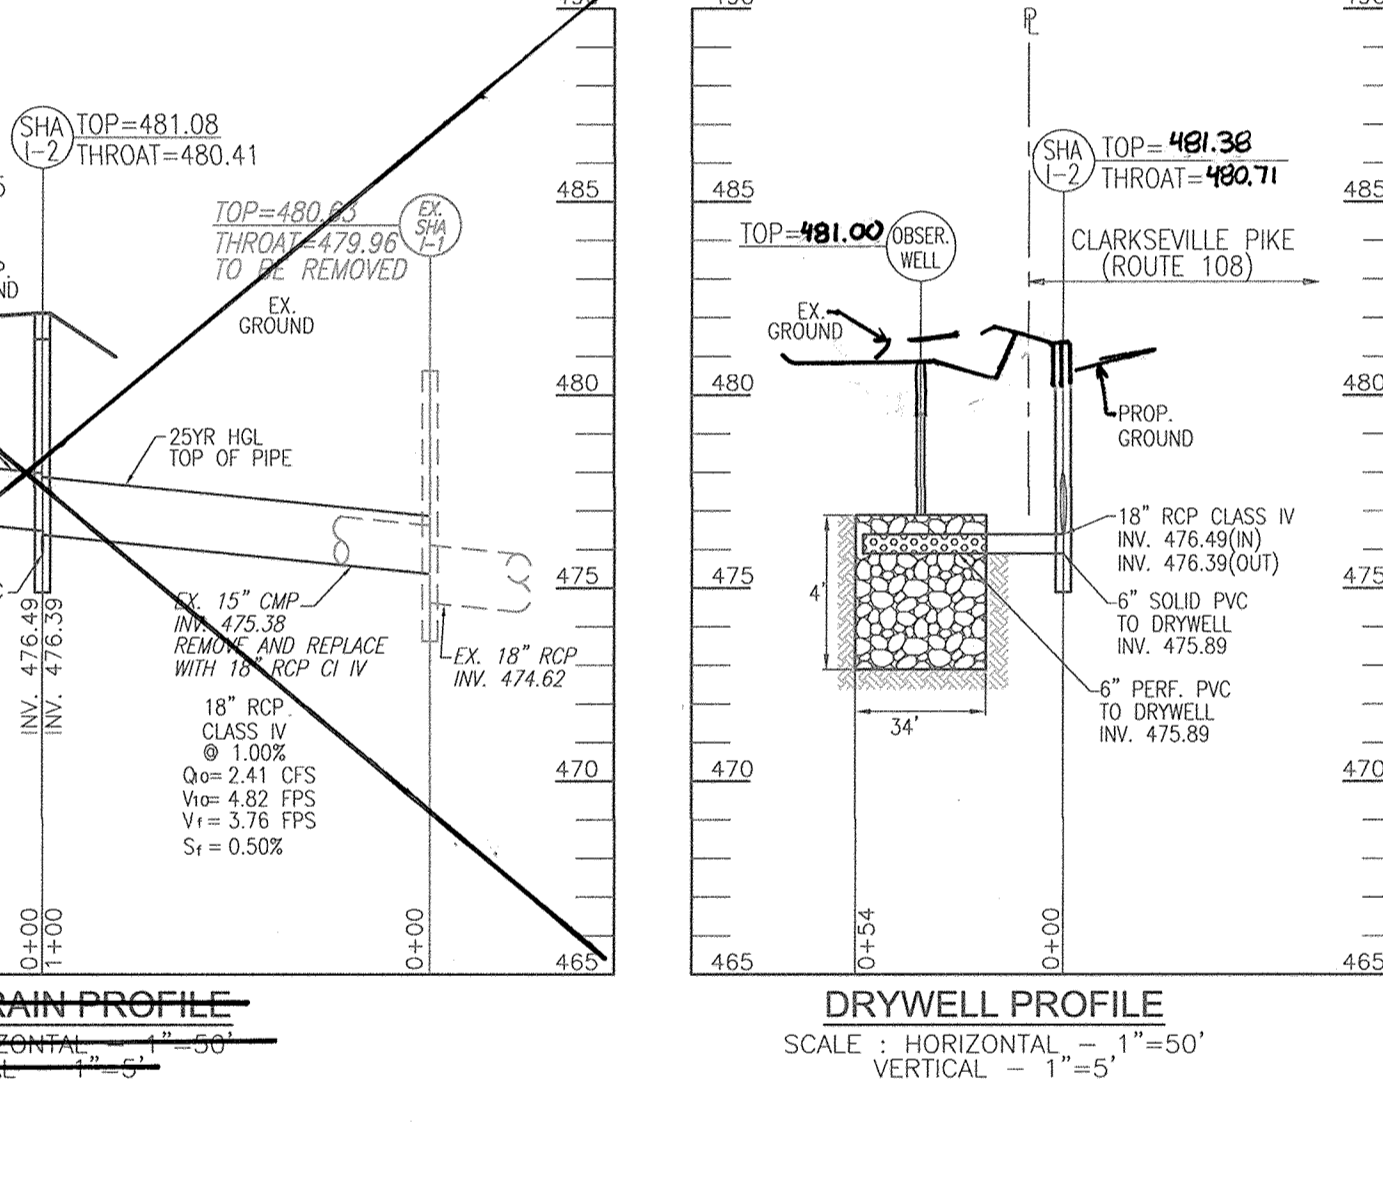 SHA
I-2
TOP=481.08
THROAT=480.41
TOP=480.63
THROAT=479.96
TO BE REMOVED
EX.
SHA
I-1
EX.
GROUND
25YR HGL
TOP OF PIPE
EX. 15" CMP
INV. 475.38
REMOVE AND REPLACE
WITH 18" RCP Cl IV
EX. 18" RCP
INV. 474.62
18" RCP
CLASS IV
@ 1.00%
Q10= 2.41 CFS
V10= 4.82 FPS
Vf= 3.76 FPS
Sf = 0.50%
INV. 476.49
INV. 476.39
0+00
1+00
0+00
485
480
475
470
465
RAIN PROFILE
ZONTAL - 1"=50'
L - 1"=5'
485
480
475
470
465
PL
SHA
I-2
TOP= 481.38
THROAT= 480.71
TOP= 481.00
OBSER.
WELL
CLARKSEVILLE PIKE
(ROUTE 108)
EX.
GROUND
PROP.
GROUND
18" RCP CLASS IV
INV. 476.49(IN)
INV. 476.39(OUT)
6" SOLID PVC
TO DRYWELL
INV. 475.89
6" PERF. PVC
TO DRYWELL
INV. 475.89
4'
34'
0+54
0+00
DRYWELL PROFILE
SCALE : HORIZONTAL - 1"=50'
VERTICAL - 1"=5'
485
480
475
470
465